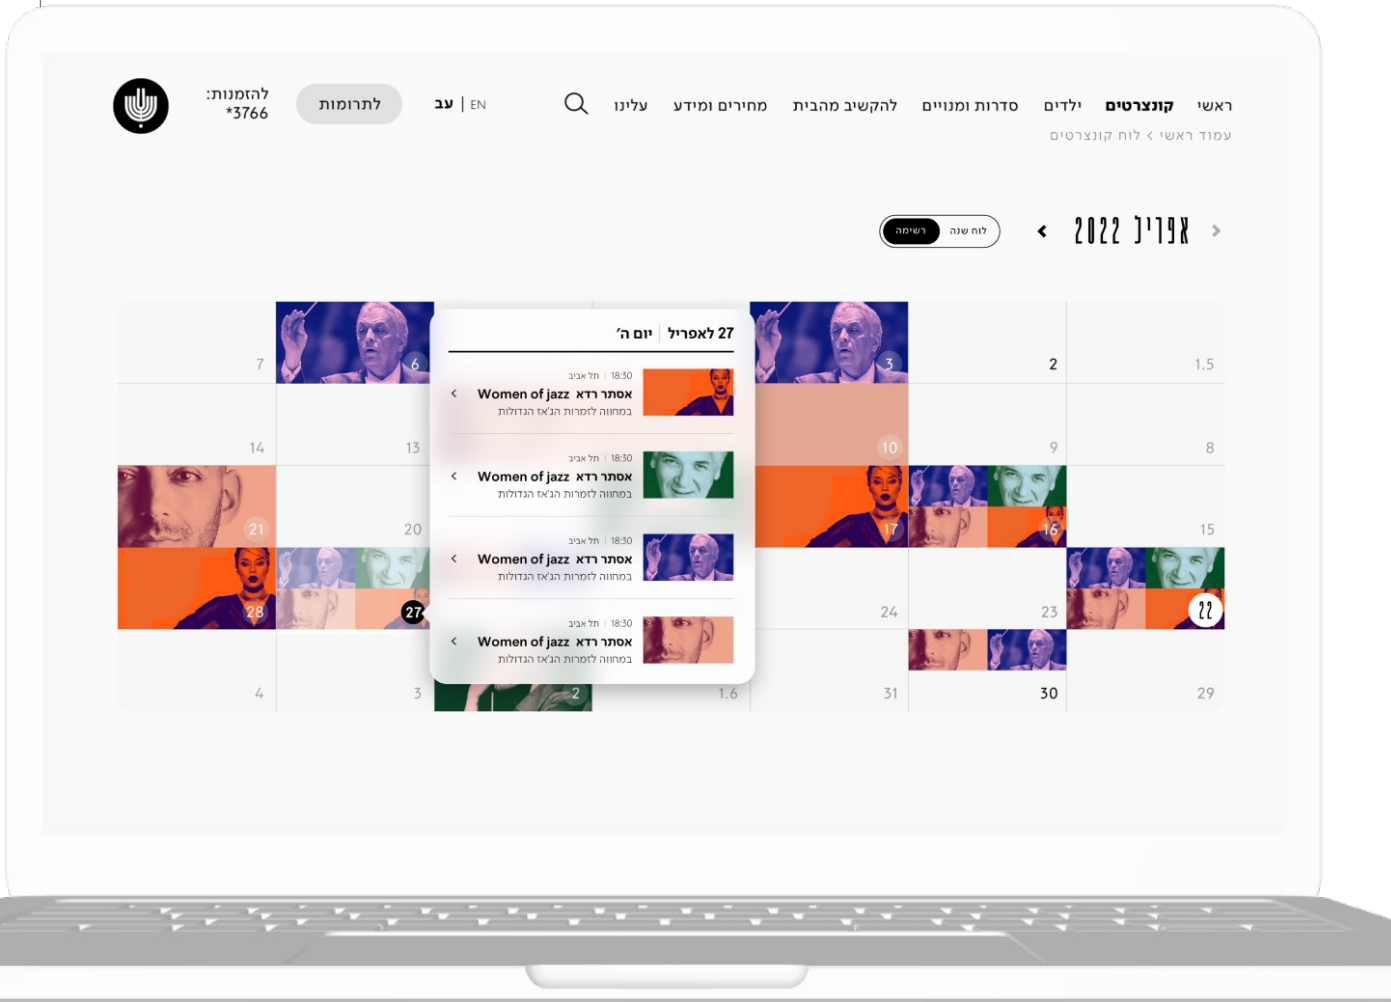 ראשי קונצרטים ילדים סדרות ומנויים להקשיב מהבית מחירים ומידע עלינו
EN | עב
לתרומות
להזמנות:
*3766
עמוד ראשי > לוח קונצרטים
אפריל 2022
לוח שנה רשימה
1.5 2 3 6 7
8 9 10 13 14
15 16 17 20 21
22 23 24 27 28
29 30 31 1.6 2 3 4
27 לאפריל | יום ה׳
18:30 | תל אביב
אסתר רדא Women of jazz
במחווה לזמרות הג'אז הגדולות
18:30 | תל אביב
אסתר רדא Women of jazz
במחווה לזמרות הג'אז הגדולות
18:30 | תל אביב
אסתר רדא Women of jazz
במחווה לזמרות הג'אז הגדולות
18:30 | תל אביב
אסתר רדא Women of jazz
במחווה לזמרות הג'אז הגדולות